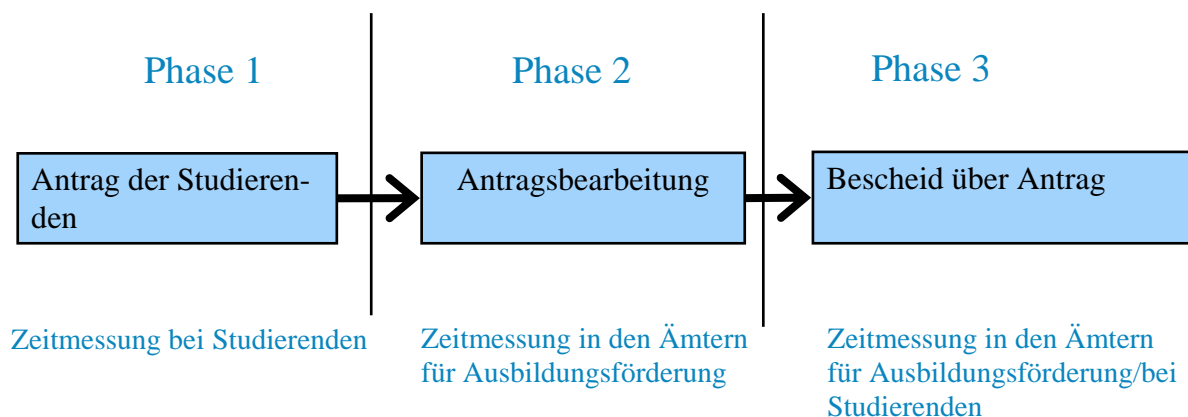 Phase 1
Phase 2
Phase 3
Antrag der Studieren-
den
Antragsbearbeitung
Bescheid über Antrag
Zeitmessung bei Studierenden
Zeitmessung in den Ämtern
für Ausbildungsförderung
Zeitmessung in den Ämtern
für Ausbildungsförderung/bei
Studierenden